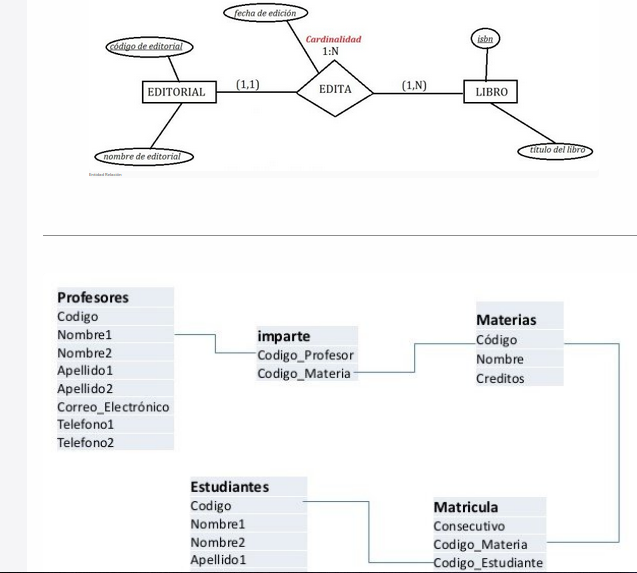 fecha de edición
Cardinalidad
1:N
código de editorial
isbn
EDITORIAL
(1,1)
EDITA
(1,N)
LIBRO
nombre de editorial
título del libro
Entidad Relación
Profesores
Codigo
Nombre1
Nombre2
Apellido1
Apellido2
Correo_Electrónico
Telefono1
Telefono2
imparte
Codigo_Profesor
Codigo_Materia
Materias
Código
Nombre
Creditos
Estudiantes
Codigo
Nombre1
Nombre2
Apellido1
Matricula
Consecutivo
Codigo_Materia
Codigo_Estudiante